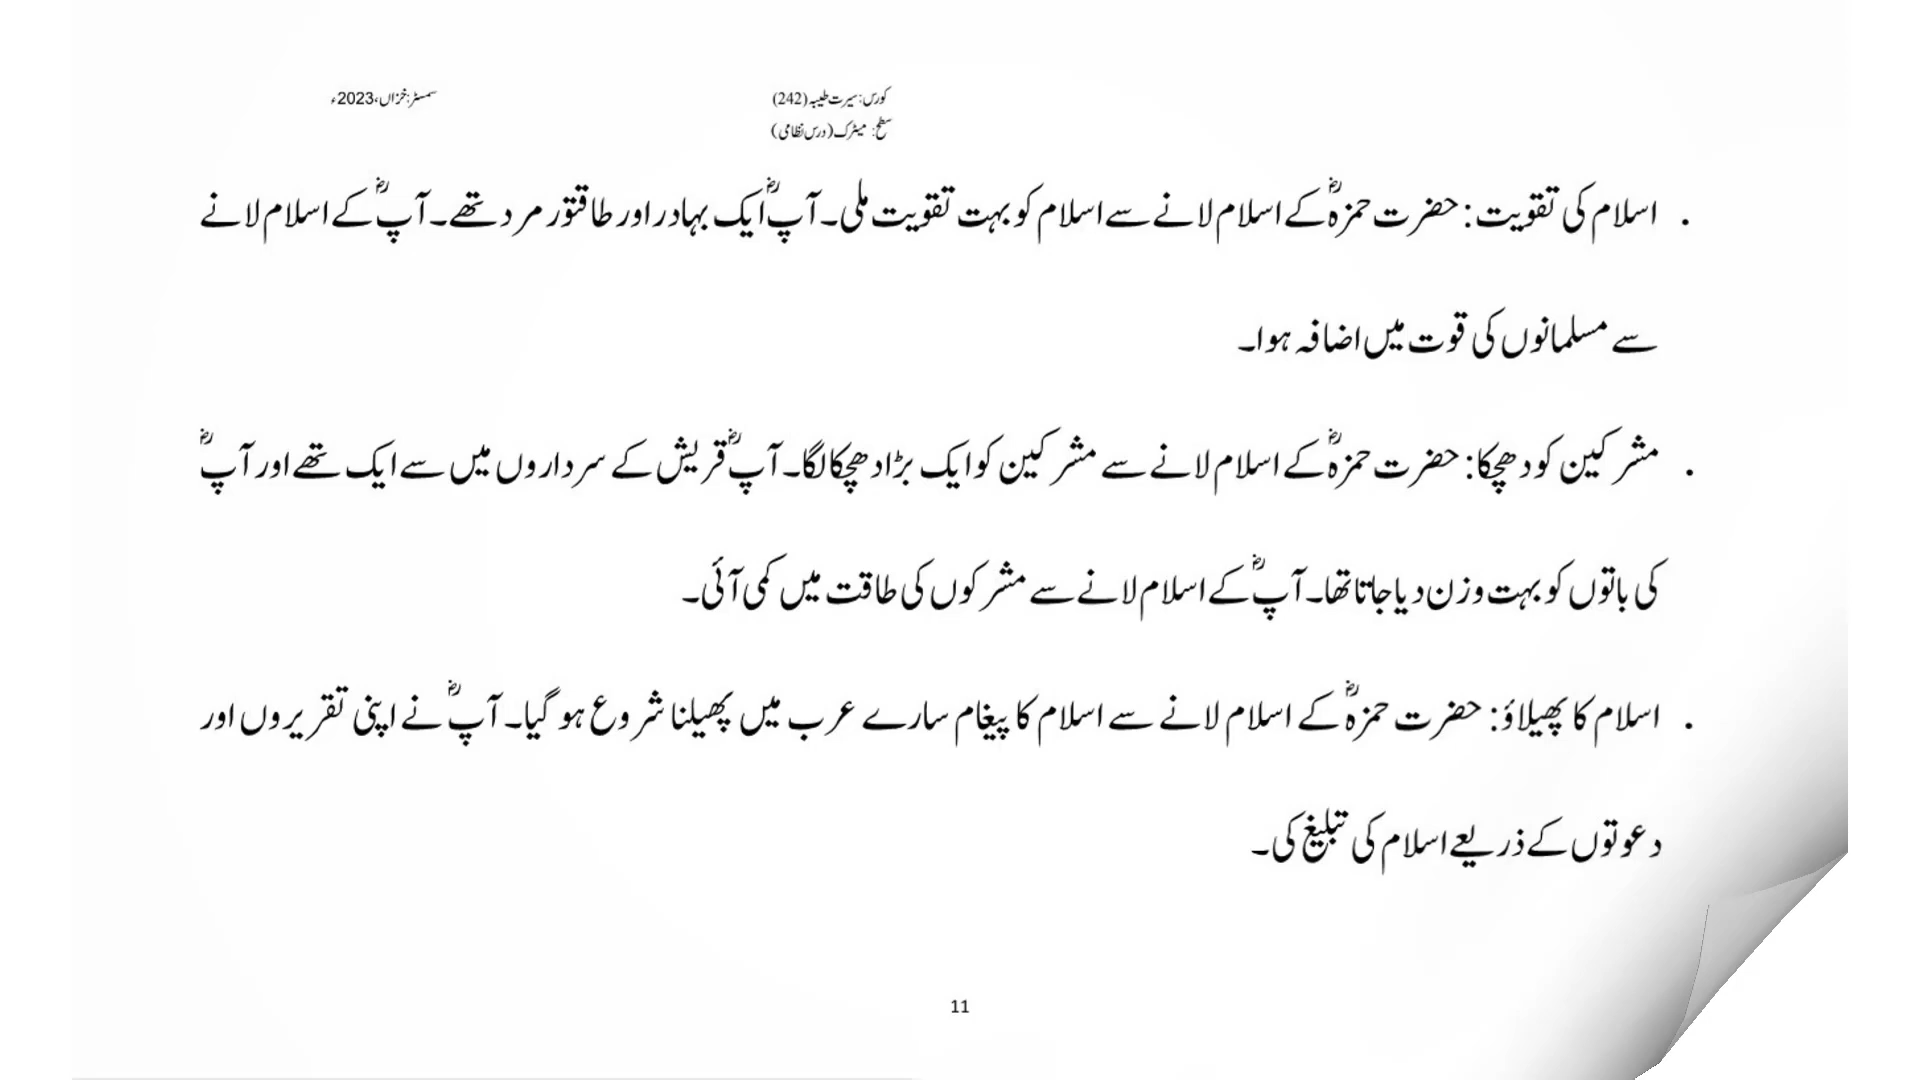 کورس: سیرت طیبہ (242) سمسٹر: خزاں، 2023ء
سطح: میٹرک (درس نظامی)
. اسلام کی تقویت: حضرت حمزہؓ کے اسلام لانے سے اسلام کو بہت تقویت ملی۔ آپؓ ایک بہادر اور طاقتور مرد تھے۔ آپؓ کے اسلام لانے
سے مسلمانوں کی قوت میں اضافہ ہوا۔
. مشرکین کو دھچکا: حضرت حمزہؓ کے اسلام لانے سے مشرکین کو ایک بڑا دھچکا لگا۔ آپؓ قریش کے سرداروں میں سے ایک تھے اور آپؓ
کی باتوں کو بہت وزن دیا جاتا تھا۔ آپؓ کے اسلام لانے سے مشرکوں کی طاقت میں کمی آئی۔
. اسلام کا پھیلاؤ: حضرت حمزہؓ کے اسلام لانے سے اسلام کا پیغام سارے عرب میں پھیلنا شروع ہو گیا۔ آپؓ نے اپنی تقریروں اور
دعوتوں کے ذریعے اسلام کی تبلیغ کی۔
11